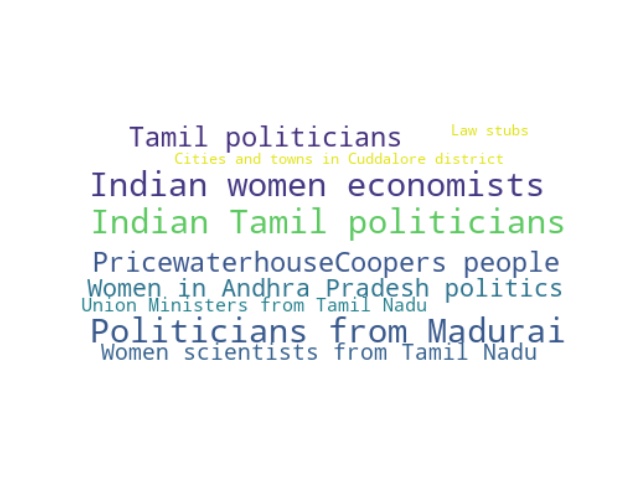 Tamil politicians
Law stubs
Cities and towns in Cuddalore district
Indian women economists
Indian Tamil politicians
PricewaterhouseCoopers people
Women in Andhra Pradesh politics
Union Ministers from Tamil Nadu
Politicians from Madurai
Women scientists from Tamil Nadu